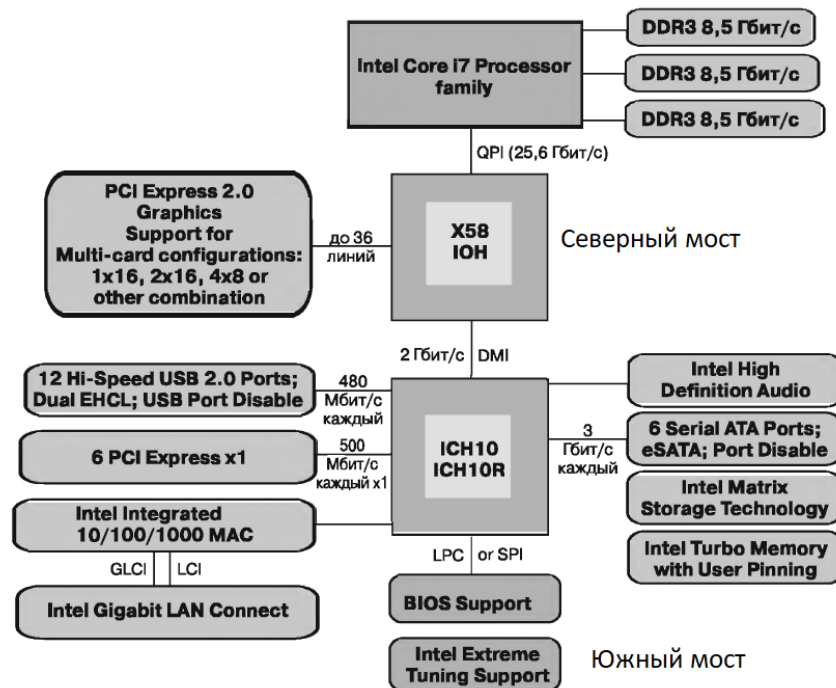 DDR3 8,5 Гбит/с
Intel Core i7 Processor
family
DDR3 8,5 Гбит/с
DDR3 8,5 Гбит/с
QPI (25,6 Гбит/с)
PCI Express 2.0
Graphics
Support for
Multi-card configurations:
1x16, 2x16, 4x8 or
other combination
до 36
линий
X58
IOH
Северный мост
2 Гбит/с
DMI
12 Hi-Speed USB 2.0 Ports;
Dual EHCL; USB Port Disable
480
Мбит/с
каждый
Intel High
Definition Audio
6 PCI Express x1
500
Мбит/с
каждый x1
ICH10
ICH10R
3
Гбит/с
каждый
6 Serial ATA Ports;
eSATA; Port Disable
Intel Integrated
10/100/1000 MAC
Intel Matrix
Storage Technology
GLCI
LCI
LPC
or SPI
Intel Turbo Memory
with User Pinning
Intel Gigabit LAN Connect
BIOS Support
Intel Extreme
Tuning Support
Южный мост